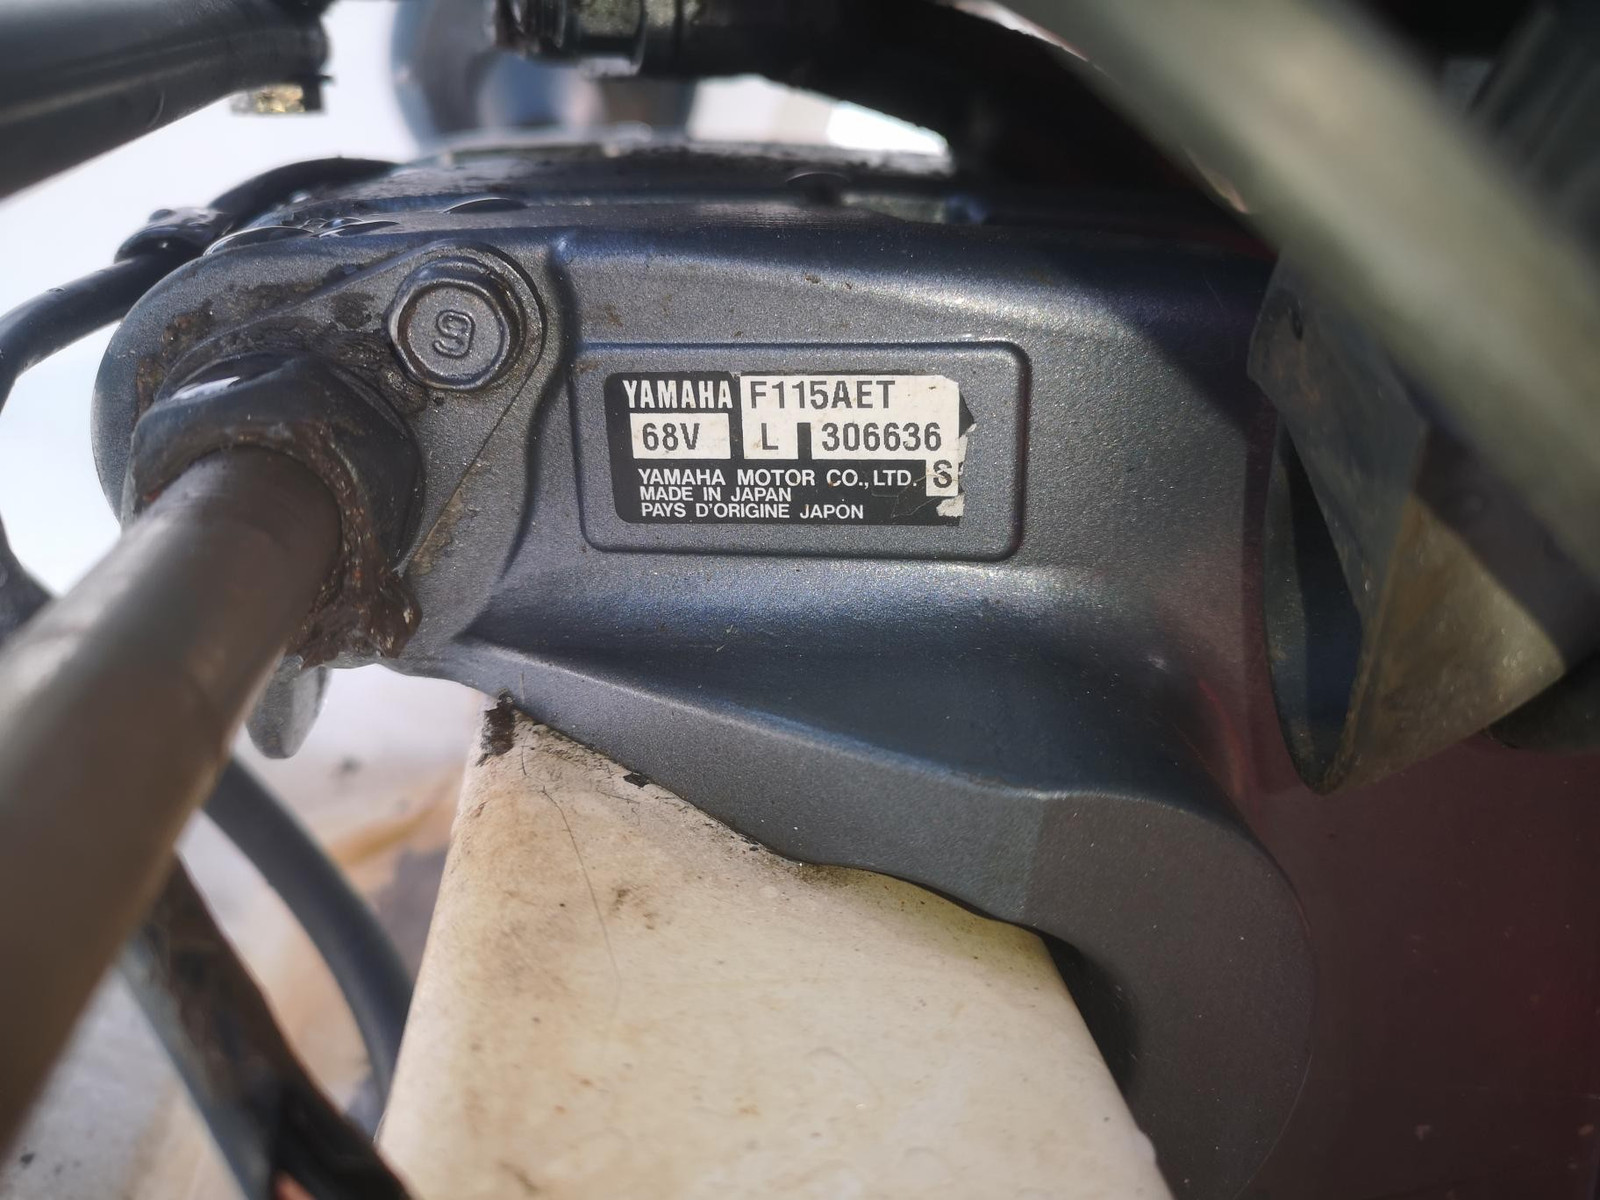 9
YAMAHA F115AET
68V L 306636
YAMAHA MOTOR CO.,LTD. S
MADE IN JAPAN
PAYS D'ORIGINE JAPON